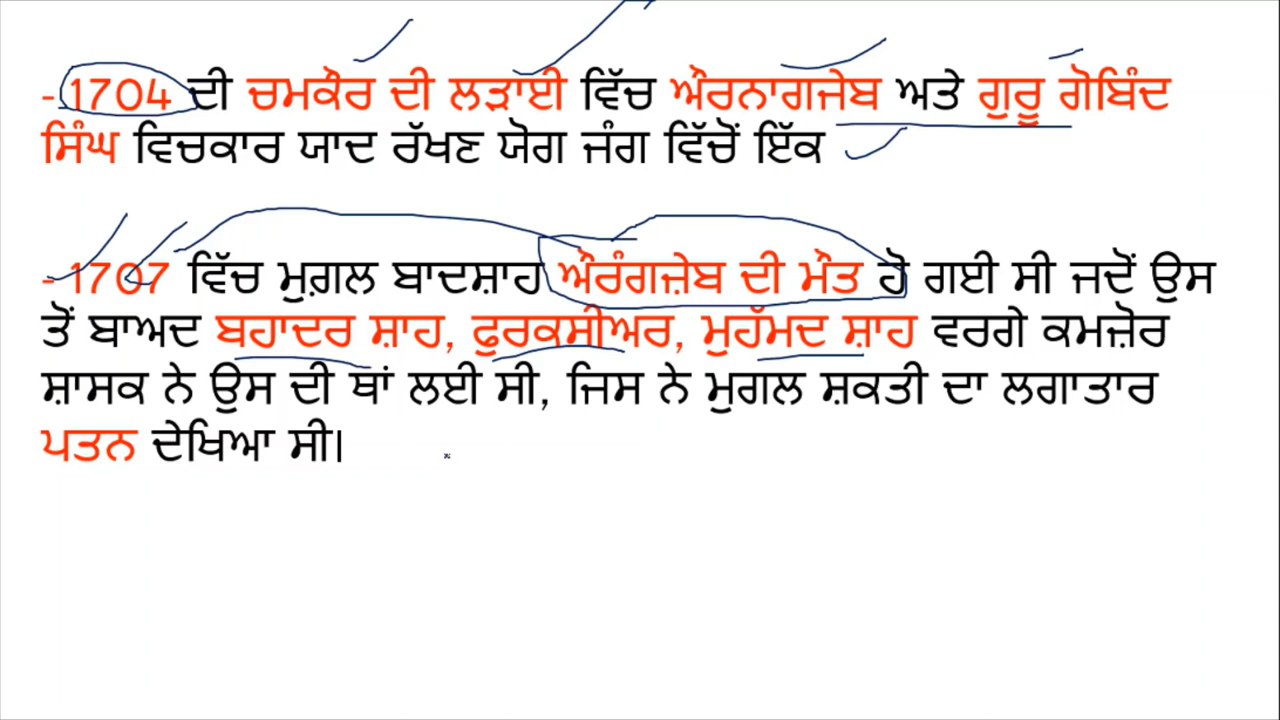 - 1704 ਦੀ ਚਮਕੌਰ ਦੀ ਲੜਾਈ ਵਿੱਚ ਔਰਨਾਗਜੇਬ ਅਤੇ ਗੁਰੂ ਗੋਬਿੰਦ
ਸਿੰਘ ਵਿਚਕਾਰ ਯਾਦ ਰੱਖਣ ਯੋਗ ਜੰਗ ਵਿੱਚੋਂ ਇੱਕ
- 1707 ਵਿੱਚ ਮੁਗ਼ਲ ਬਾਦਸ਼ਾਹ ਔਰੰਗਜ਼ੇਬ ਦੀ ਮੌਤ ਹੋ ਗਈ ਸੀ ਜਦੋਂ ਉਸ
ਤੋਂ ਬਾਅਦ ਬਹਾਦਰ ਸ਼ਾਹ, ਫੁਰਕਸੀਅਰ, ਮੁਹੰਮਦ ਸ਼ਾਹ ਵਰਗੇ ਕਮਜ਼ੋਰ
ਸ਼ਾਸਕ ਨੇ ਉਸ ਦੀ ਥਾਂ ਲਈ ਸੀ, ਜਿਸ ਨੇ ਮੁਗਲ ਸ਼ਕਤੀ ਦਾ ਲਗਾਤਾਰ
ਪਤਨ ਦੇਖਿਆ ਸੀ।